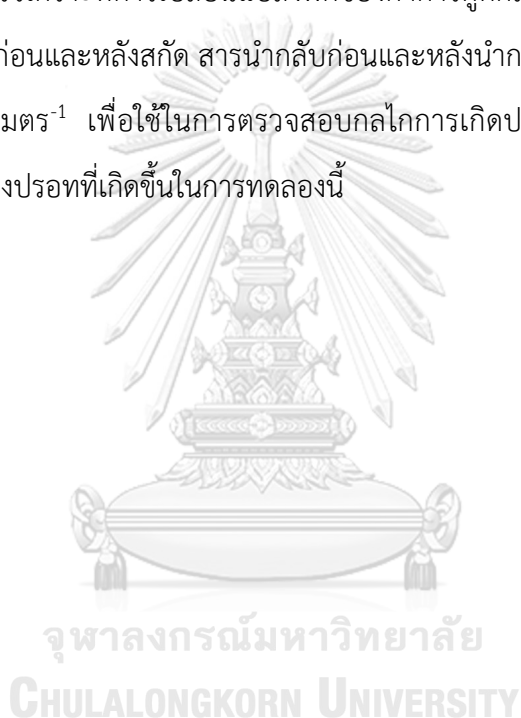 ก่อนและหลังสกัด สารนำกลับก่อนและหลังนำก
มตร-1 เพื่อใช้ในการตรวจสอบกลไกการเกิดป
งปรอทที่เกิดขึ้นในการทดลองนี้
จุฬาลงกรณ์มหาวิทยาลัย
CHULALONGKORN UNIVERSITY